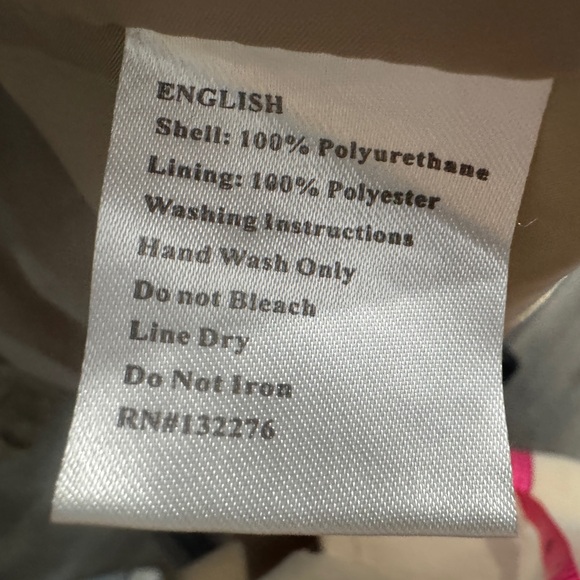 ENGLISH
Shell: 100% Polyurethane
Lining: 100% Polyester
Washing Instructions
Hand Wash Only
Do not Bleach
Line Dry
Do Not Iron
RN#132276